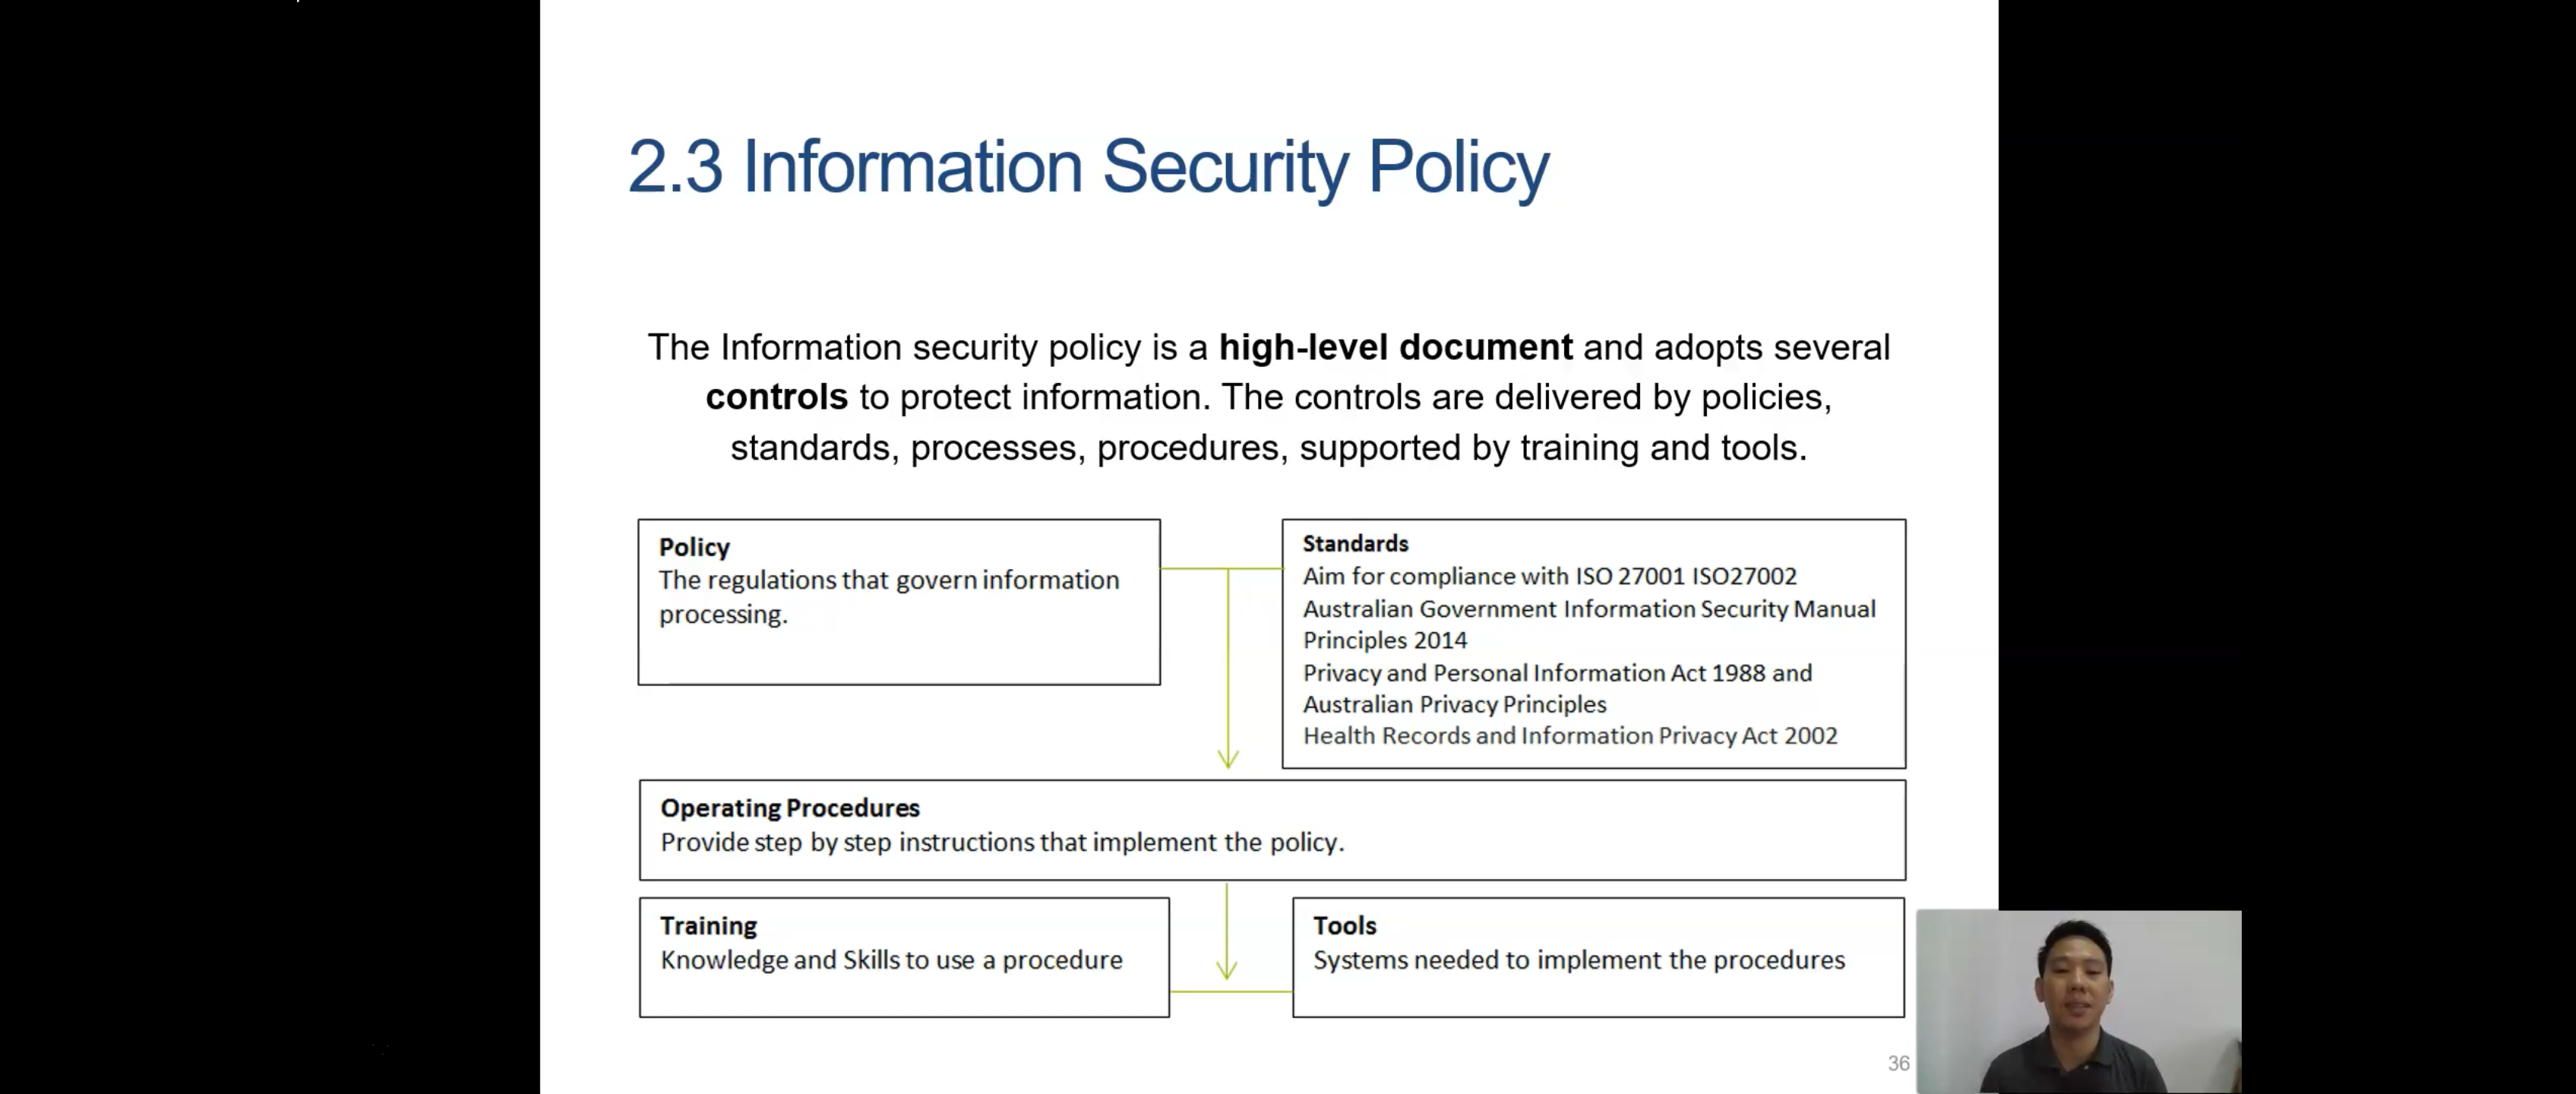 2.3 Information Security Policy
The Information security policy is a high-level document and adopts several
controls to protect information. The controls are delivered by policies,
standards, processes, procedures, supported by training and tools.
Policy
The regulations that govern information
processing.
Standards
Aim for compliance with ISO 27001 ISO27002
Australian Government Information Security Manual
Principles 2014
Privacy and Personal Information Act 1988 and
Australian Privacy Principles
Health Records and Information Privacy Act 2002
Operating Procedures
Provide step by step instructions that implement the policy.
Training
Knowledge and Skills to use a procedure
Tools
Systems needed to implement the procedures
36